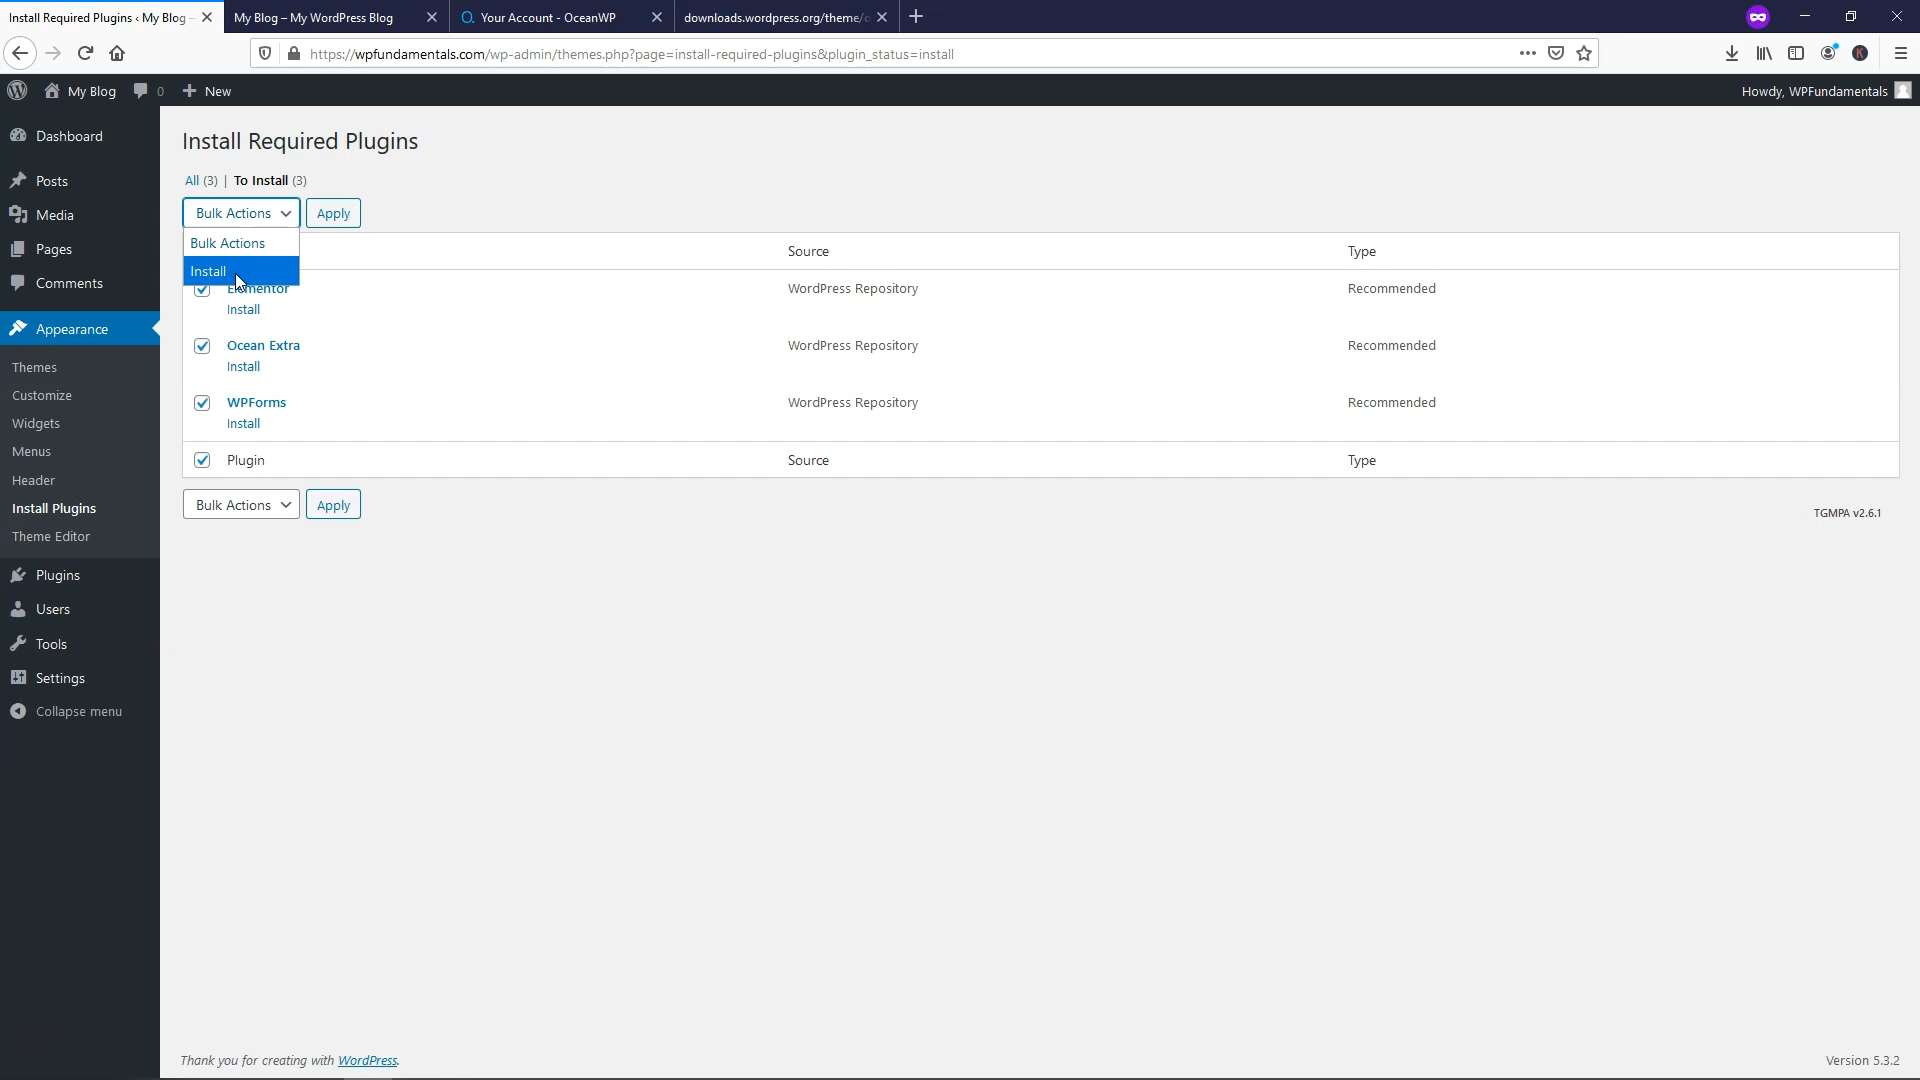 Install Required Plugins ‹ My Blog –
My Blog – My WordPress Blog
Your Account - OceanWP
downloads.wordpress.org/theme/
https://wpfundamentals.com/wp-admin/themes.php?page=install-required-plugins&plugin_status=install
My Blog
0
New
Howdy, WPFundamentals
Dashboard
Posts
Media
Pages
Comments
Appearance
Themes
Customize
Widgets
Menus
Header
Install Plugins
Theme Editor
Plugins
Users
Tools
Settings
Collapse menu
Install Required Plugins
All (3) | To Install (3)
Bulk Actions
Apply
Bulk Actions
Install
Source
Type
Elementor
WordPress Repository
Recommended
Install
Ocean Extra
WordPress Repository
Recommended
Install
WPForms
WordPress Repository
Recommended
Install
Plugin
Source
Type
Bulk Actions
Apply
TGMPA v2.6.1
Thank you for creating with WordPress.
Version 5.3.2